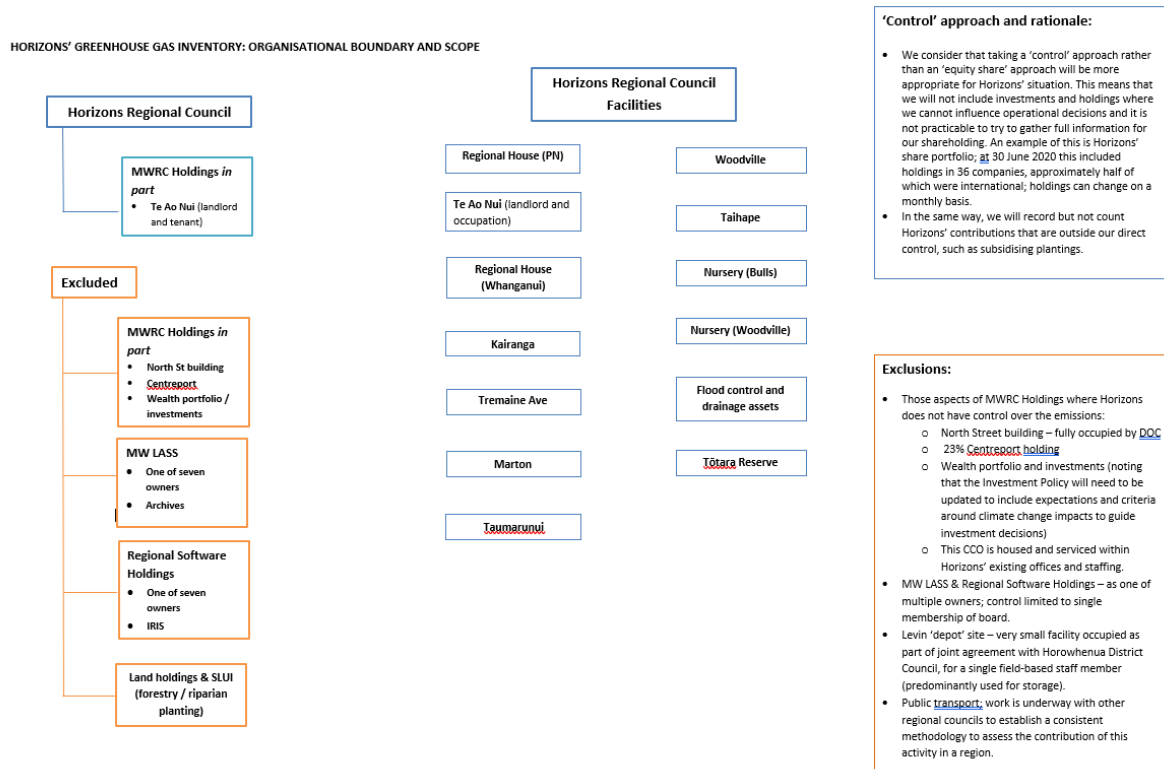 HORIZONS' GREENHOUSE GAS INVENTORY: ORGANISATIONAL BOUNDARY AND SCOPE
Horizons Regional Council
MWRC Holdings in
part
• Te Ao Nui (landlord
and tenant)
Excluded
MWRC Holdings in
part
• North St building
• Centreport
• Wealth portfolio /
investments
MW LASS
• One of seven
owners
• Archives
Regional Software
Holdings
• One of seven
owners
• IRIS
Land holdings & SLUI
(forestry / riparian
planting)
Horizons Regional Council
Facilities
Regional House (PN)
Te Ao Nui (landlord and
occupation)
Regional House
(Whanganui)
Kairanga
Tremaine Ave
Marton
Taumarunui
Woodville
Taihape
Nursery (Bulls)
Nursery (Woodville)
Flood control and
drainage assets
Tōtara Reserve
'Control' approach and rationale:
• We consider that taking a 'control' approach rather
than an 'equity share' approach will be more
appropriate for Horizons' situation. This means that
we will not include investments and holdings where
we cannot influence operational decisions and it is
not practicable to try to gather full information for
our shareholding. An example of this is Horizons'
share portfolio; at 30 June 2020 this included
holdings in 36 companies, approximately half of
which were international; holdings can change on a
monthly basis.
• In the same way, we will record but not count
Horizons' contributions that are outside our direct
control, such as subsidising plantings.
Exclusions:
• Those aspects of MWRC Holdings where Horizons
does not have control over the emissions:
o North Street building – fully occupied by DOC
o 23% Centreport holding
o Wealth portfolio and investments (noting
that the Investment Policy will need to be
updated to include expectations and criteria
around climate change impacts to guide
investment decisions)
o This CCO is housed and serviced within
Horizons' existing offices and staffing.
• MW LASS & Regional Software Holdings – as one of
multiple owners; control limited to single
membership of board.
• Levin 'depot' site – very small facility occupied as
part of joint agreement with Horowhenua District
Council, for a single field-based staff member
(predominantly used for storage).
• Public transport; work is underway with other
regional councils to establish a consistent
methodology to assess the contribution of this
activity in a region.